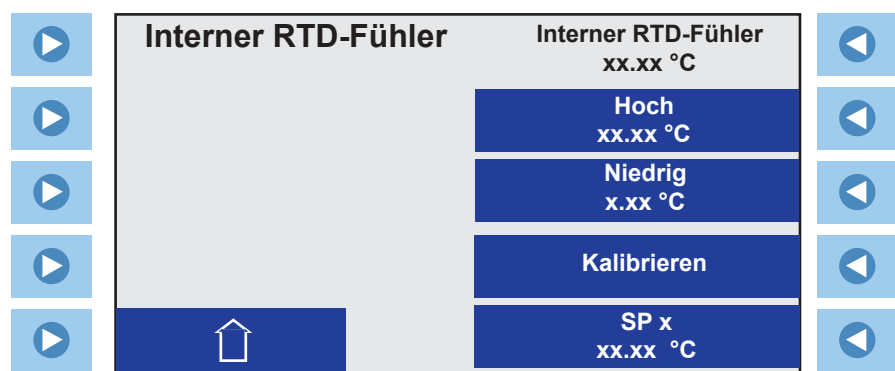 Interner RTD-Fühler
Interner RTD-Fühler
xx.xx °C
Hoch
xx.xx °C
Niedrig
x.xx °C
Kalibrieren
SP x
xx.xx °C